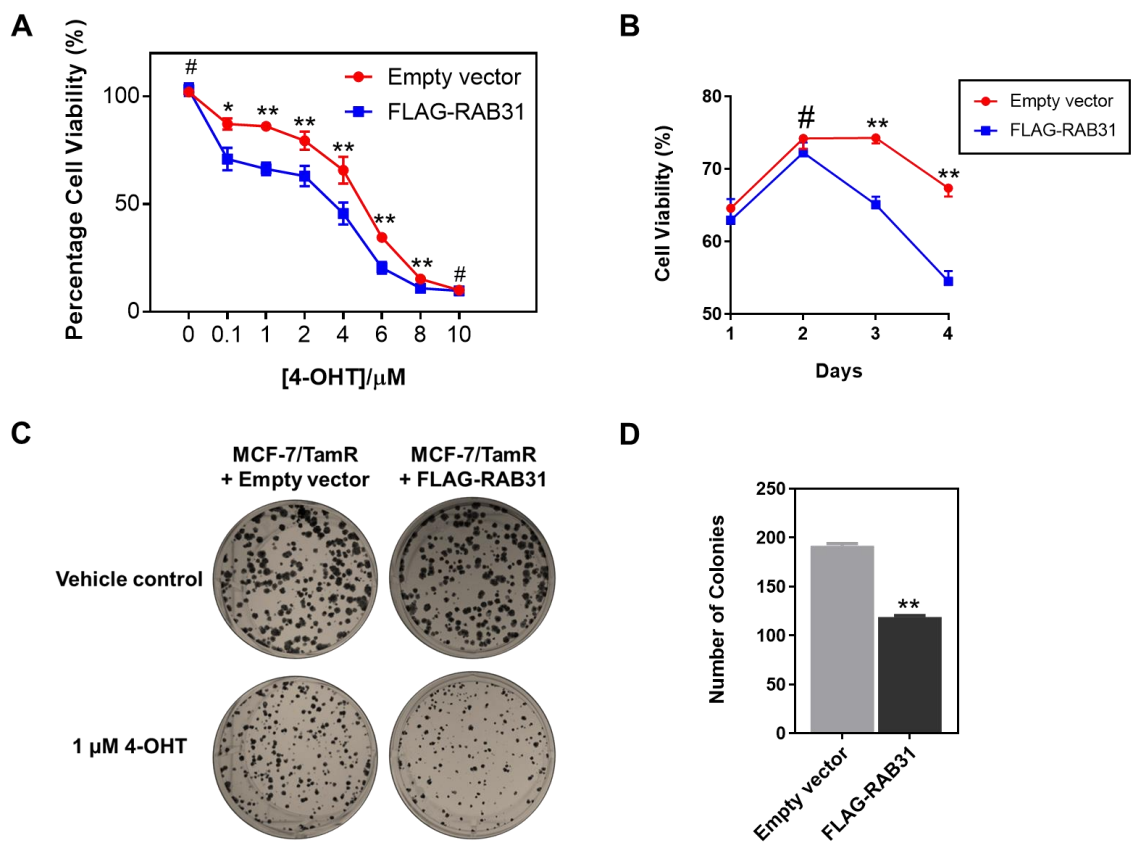 A
Percentage Cell Viability (%)
100
50
0
# * ** ** ** ** ** #
Empty vector
FLAG-RAB31
0 0.1 1 2 4 6 8 10
[4-OHT]/μM
B
Cell Viability (%)
80
70
60
50
# ** **
Empty vector
FLAG-RAB31
1 2 3 4
Days
C
MCF-7/TamR
+ Empty vector
MCF-7/TamR
+ FLAG-RAB31
Vehicle control
1 μM 4-OHT
D
Number of Colonies
250
200
150
100
50
0
**
Empty vector
FLAG-RAB31